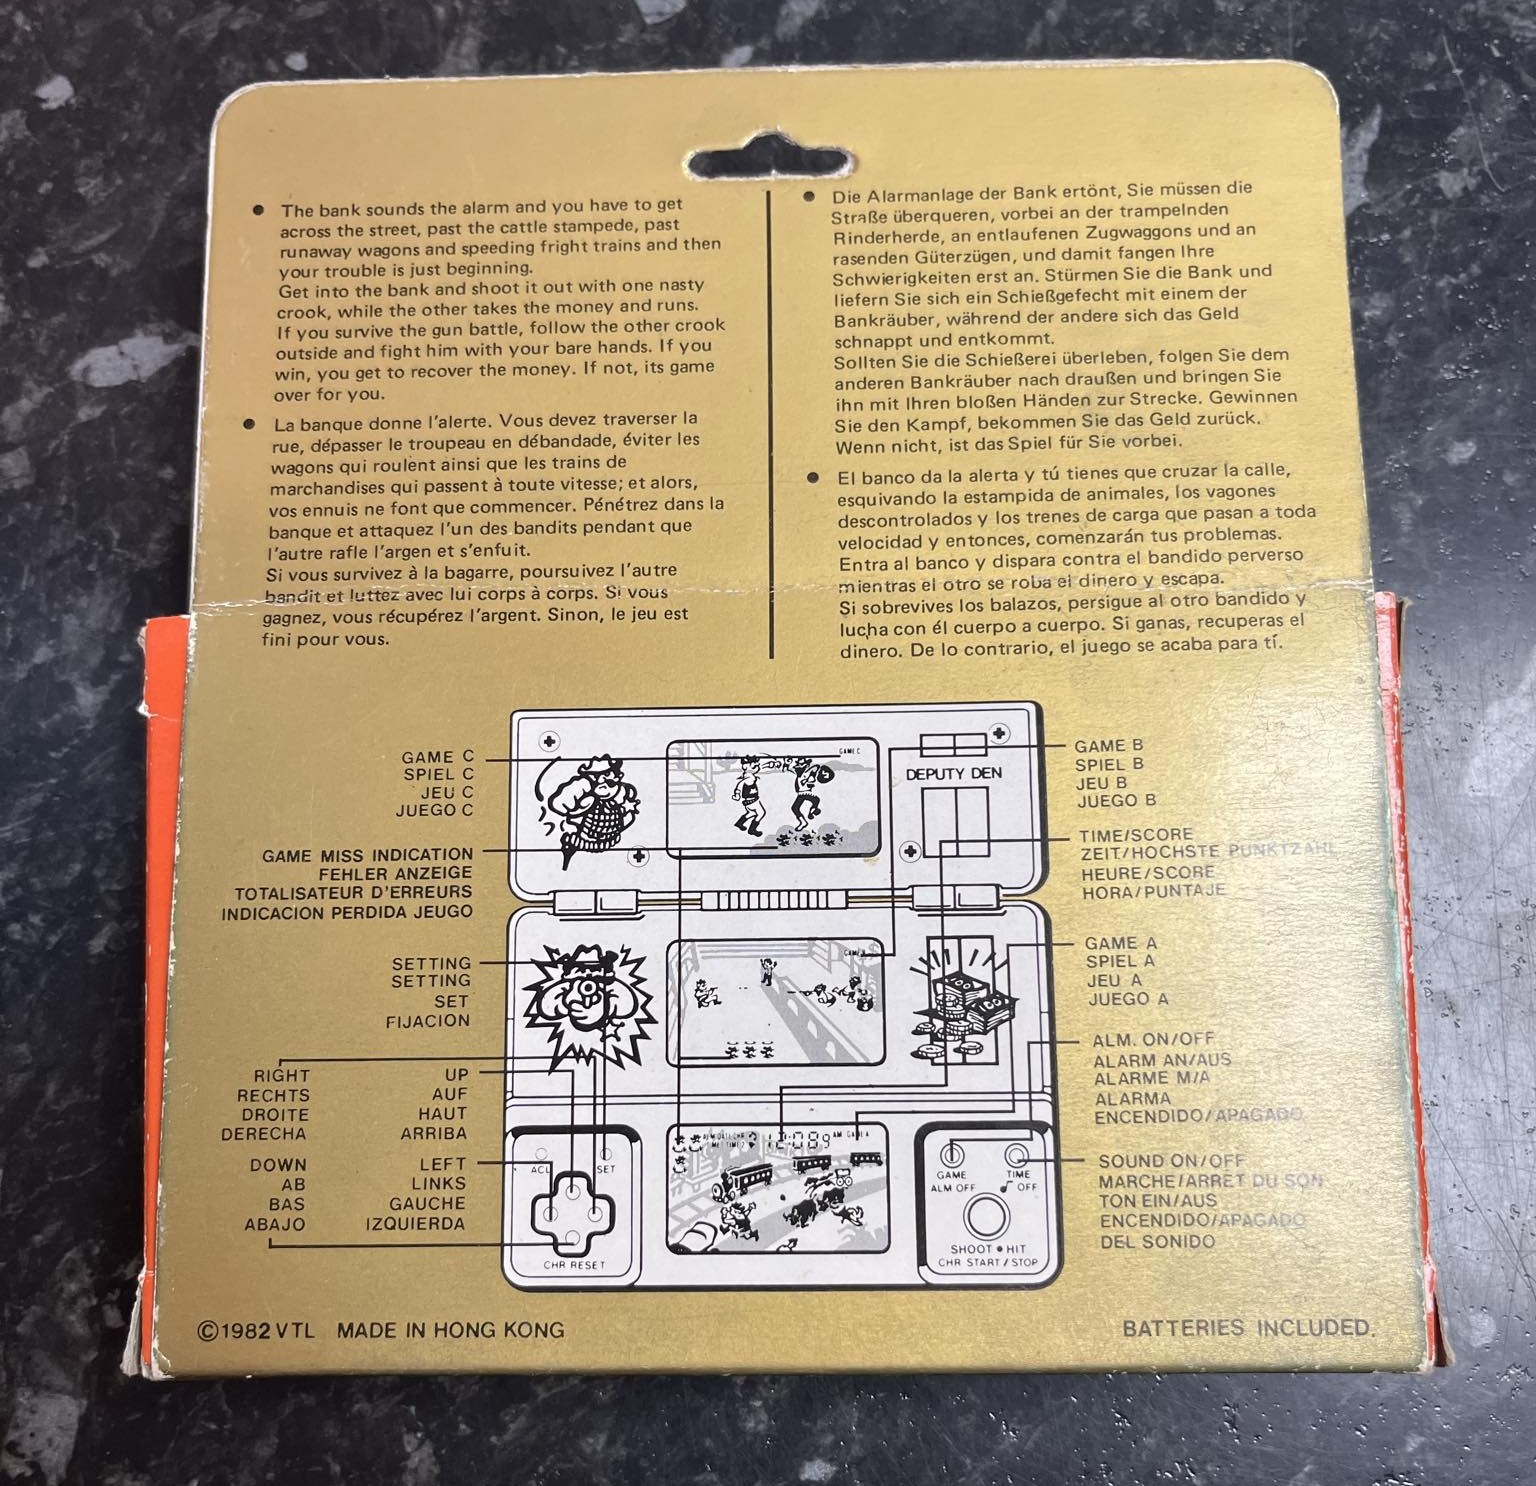 ● The bank sounds the alarm and you have to get
across the street, past the cattle stampede, past
runaway wagons and speeding fright trains and then
your trouble is just beginning.
Get into the bank and shoot it out with one nasty
crook, while the other takes the money and runs.
If you survive the gun battle, follow the other crook
outside and fight him with your bare hands. If you
win, you get to recover the money. If not, its game
over for you.
● La banque donne l'alerte. Vous devez traverser la
rue, dépasser le troupeau en débandade, éviter les
wagons qui roulent ainsi que les trains de
marchandises qui passent à toute vitesse; et alors,
vos ennuis ne font que commencer. Pénétrez dans la
banque et attaquez l'un des bandits pendant que
l'autre rafle l'argen et s'enfuit.
Si vous survivez à la bagarre, poursuivez l'autre
bandit et luttez avec lui corps à corps. Si vous
gagnez, vous récupérez l'argent. Sinon, le jeu est
fini pour vous.
● Die Alarmanlage der Bank ertönt, Sie müssen die
Straße überqueren, vorbei an der trampelnden
Rinderherde, an entlaufenen Zugwaggons und an
rasenden Güterzügen, und damit fangen Ihre
Schwierigkeiten erst an. Stürmen Sie die Bank und
liefern Sie sich ein Schießgefecht mit einem der
Bankräuber, während der andere sich das Geld
schnappt und entkommt.
Sollten Sie die Schießerei überleben, folgen Sie dem
anderen Bankräuber nach draußen und bringen Sie
ihn mit Ihren bloßen Händen zur Strecke. Gewinnen
Sie den Kampf, bekommen Sie das Geld zurück.
Wenn nicht, ist das Spiel für Sie vorbei.
● El banco da la alerta y tú tienes que cruzar la calle,
esquivando la estampida de animales, los vagones
descontrolados y los trenes de carga que pasan a toda
velocidad y entonces, comenzarán tus problemas.
Entra al banco y dispara contra el bandido perverso
mientras el otro se roba el dinero y escapa.
Si sobrevives los balazos, persigue al otro bandido y
lucha con él cuerpo a cuerpo. Si ganas, recuperas el
dinero. De lo contrario, el juego se acaba para tí.
GAME C
SPIEL C
JEU C
JUEGO C
GAME MISS INDICATION
FEHLER ANZEIGE
TOTALISATEUR D'ERREURS
INDICACION PERDIDA JEUGO
SETTING
SETTING
SET
FIJACION
RIGHT
RECHTS
DROITE
DERECHA
UP
AUF
HAUT
ARRIBA
DOWN
AB
BAS
ABAJO
LEFT
LINKS
GAUCHE
IZQUIERDA
GAME C
DEPUTY DEN
12:089
AM GAME A
ACL
SET
CHR RESET
GAME
ALM OFF
TIME
♪ OFF
SHOOT ● HIT
CHR START / STOP
GAME B
SPIEL B
JEU B
JUEGO B
TIME/SCORE
ZEIT/HOCHSTE PUNKTZAHL
HEURE/SCORE
HORA/PUNTAJE
GAME A
SPIEL A
JEU A
JUEGO A
ALM. ON/OFF
ALARM AN/AUS
ALARME M/A
ALARMA
ENCENDIDO/APAGADO
SOUND ON/OFF
MARCHE/ARRET DU SON
TON EIN/AUS
ENCENDIDO/APAGADO
DEL SONIDO
©1982 VTL MADE IN HONG KONG
BATTERIES INCLUDED.